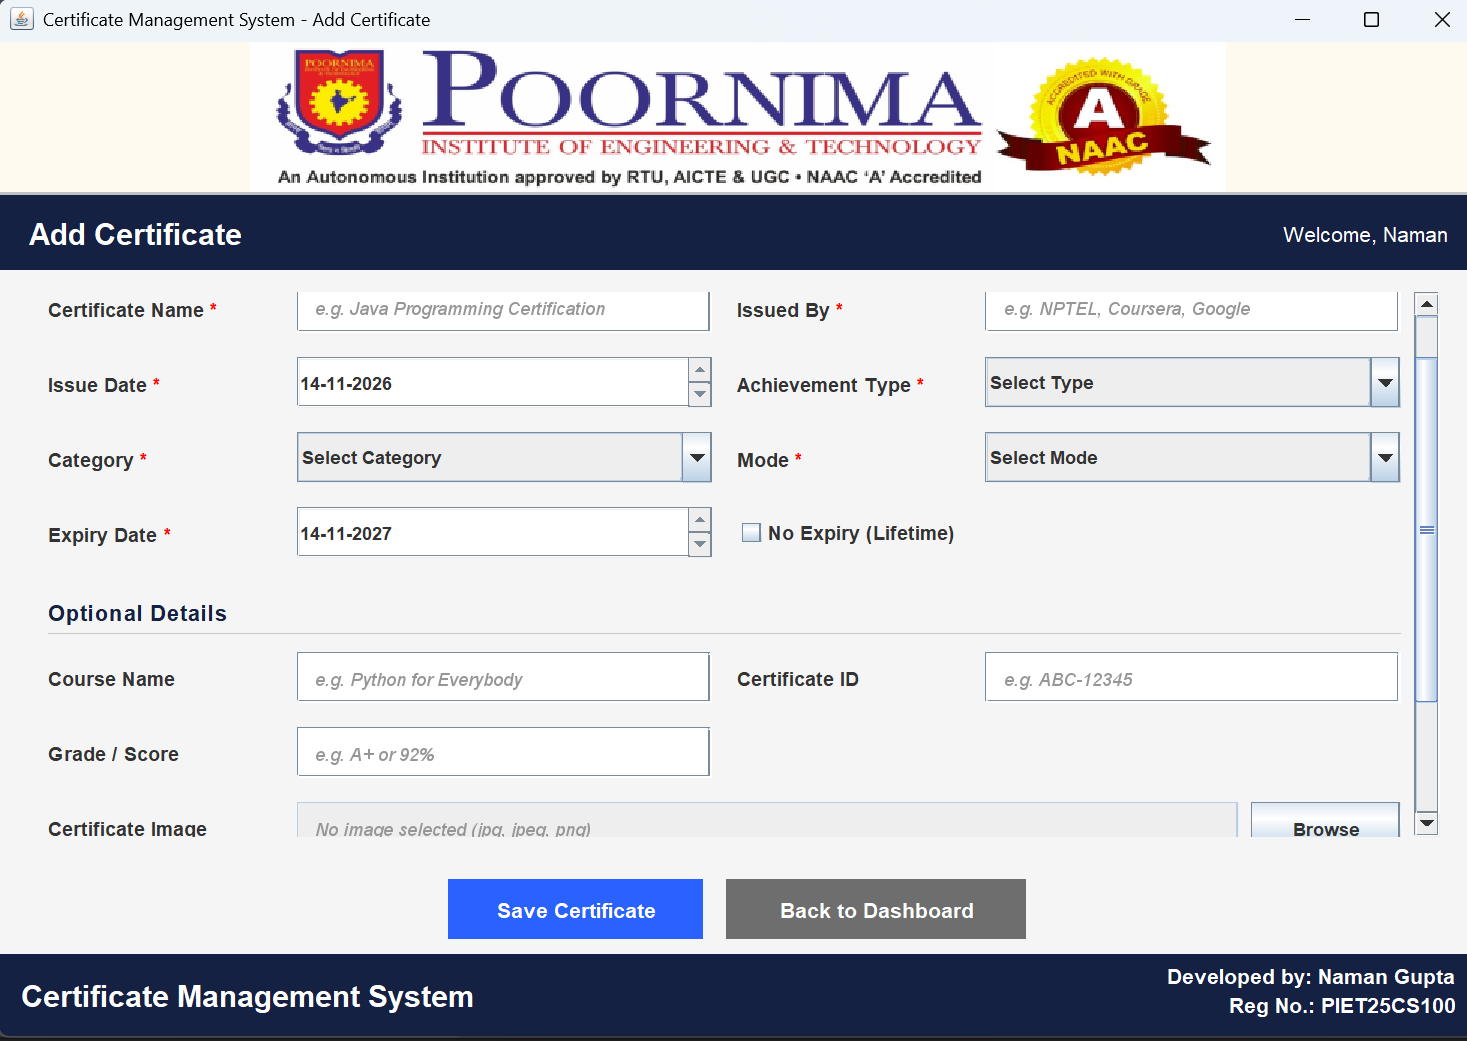 Certificate Management System - Add Certificate
POORNIMA
POORNIMA
INSTITUTE OF ENGINEERING & TECHNOLOGY
An Autonomous Institution approved by RTU, AICTE & UGC • NAAC 'A' Accredited
ACCREDITED WITH GRADE
A
NAAC
Add Certificate
Welcome, Naman
Certificate Name *
e.g. Java Programming Certification
Issued By *
e.g. NPTEL, Coursera, Google
Issue Date *
14-11-2026
Achievement Type *
Select Type
Category *
Select Category
Mode *
Select Mode
Expiry Date *
14-11-2027
No Expiry (Lifetime)
Optional Details
Course Name
e.g. Python for Everybody
Certificate ID
e.g. ABC-12345
Grade / Score
e.g. A+ or 92%
Certificate Image
No image selected (jpg, jpeg, png)
Browse
Save Certificate
Back to Dashboard
Certificate Management System
Developed by: Naman Gupta
Reg No.: PIET25CS100